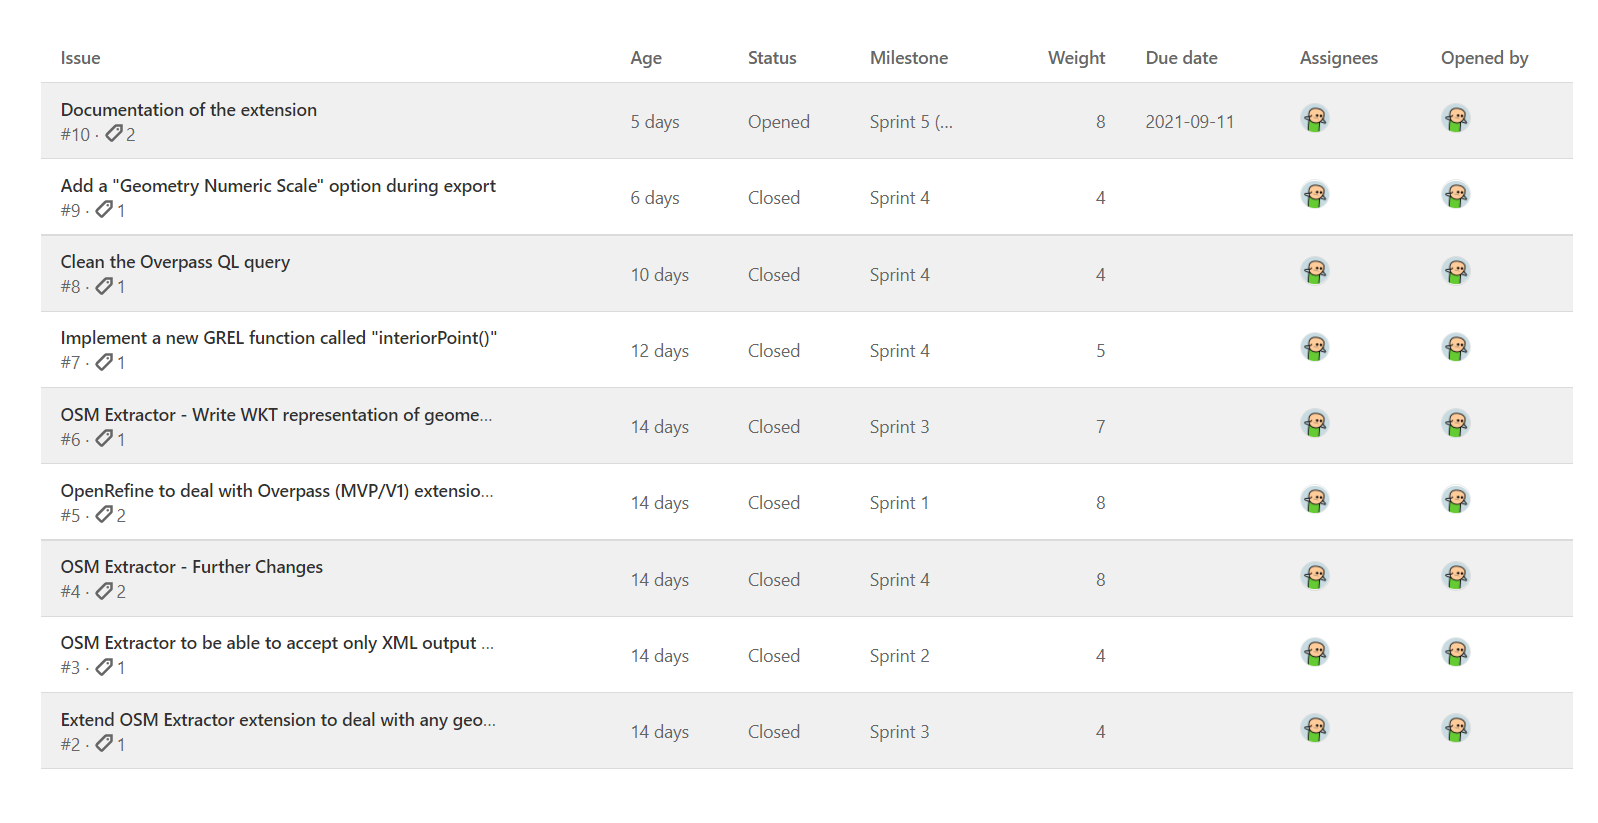 Issue Age Status Milestone Weight Due date Assignees Opened by
Documentation of the extension
#10 · 2
5 days Opened Sprint 5 (... 8 2021-09-11
Add a "Geometry Numeric Scale" option during export
#9 · 1
6 days Closed Sprint 4 4
Clean the Overpass QL query
#8 · 1
10 days Closed Sprint 4 4
Implement a new GREL function called "interiorPoint()"
#7 · 1
12 days Closed Sprint 4 5
OSM Extractor - Write WKT representation of geome...
#6 · 1
14 days Closed Sprint 3 7
OpenRefine to deal with Overpass (MVP/V1) extensio...
#5 · 2
14 days Closed Sprint 1 8
OSM Extractor - Further Changes
#4 · 2
14 days Closed Sprint 4 8
OSM Extractor to be able to accept only XML output ...
#3 · 1
14 days Closed Sprint 2 4
Extend OSM Extractor extension to deal with any geo...
#2 · 1
14 days Closed Sprint 3 4